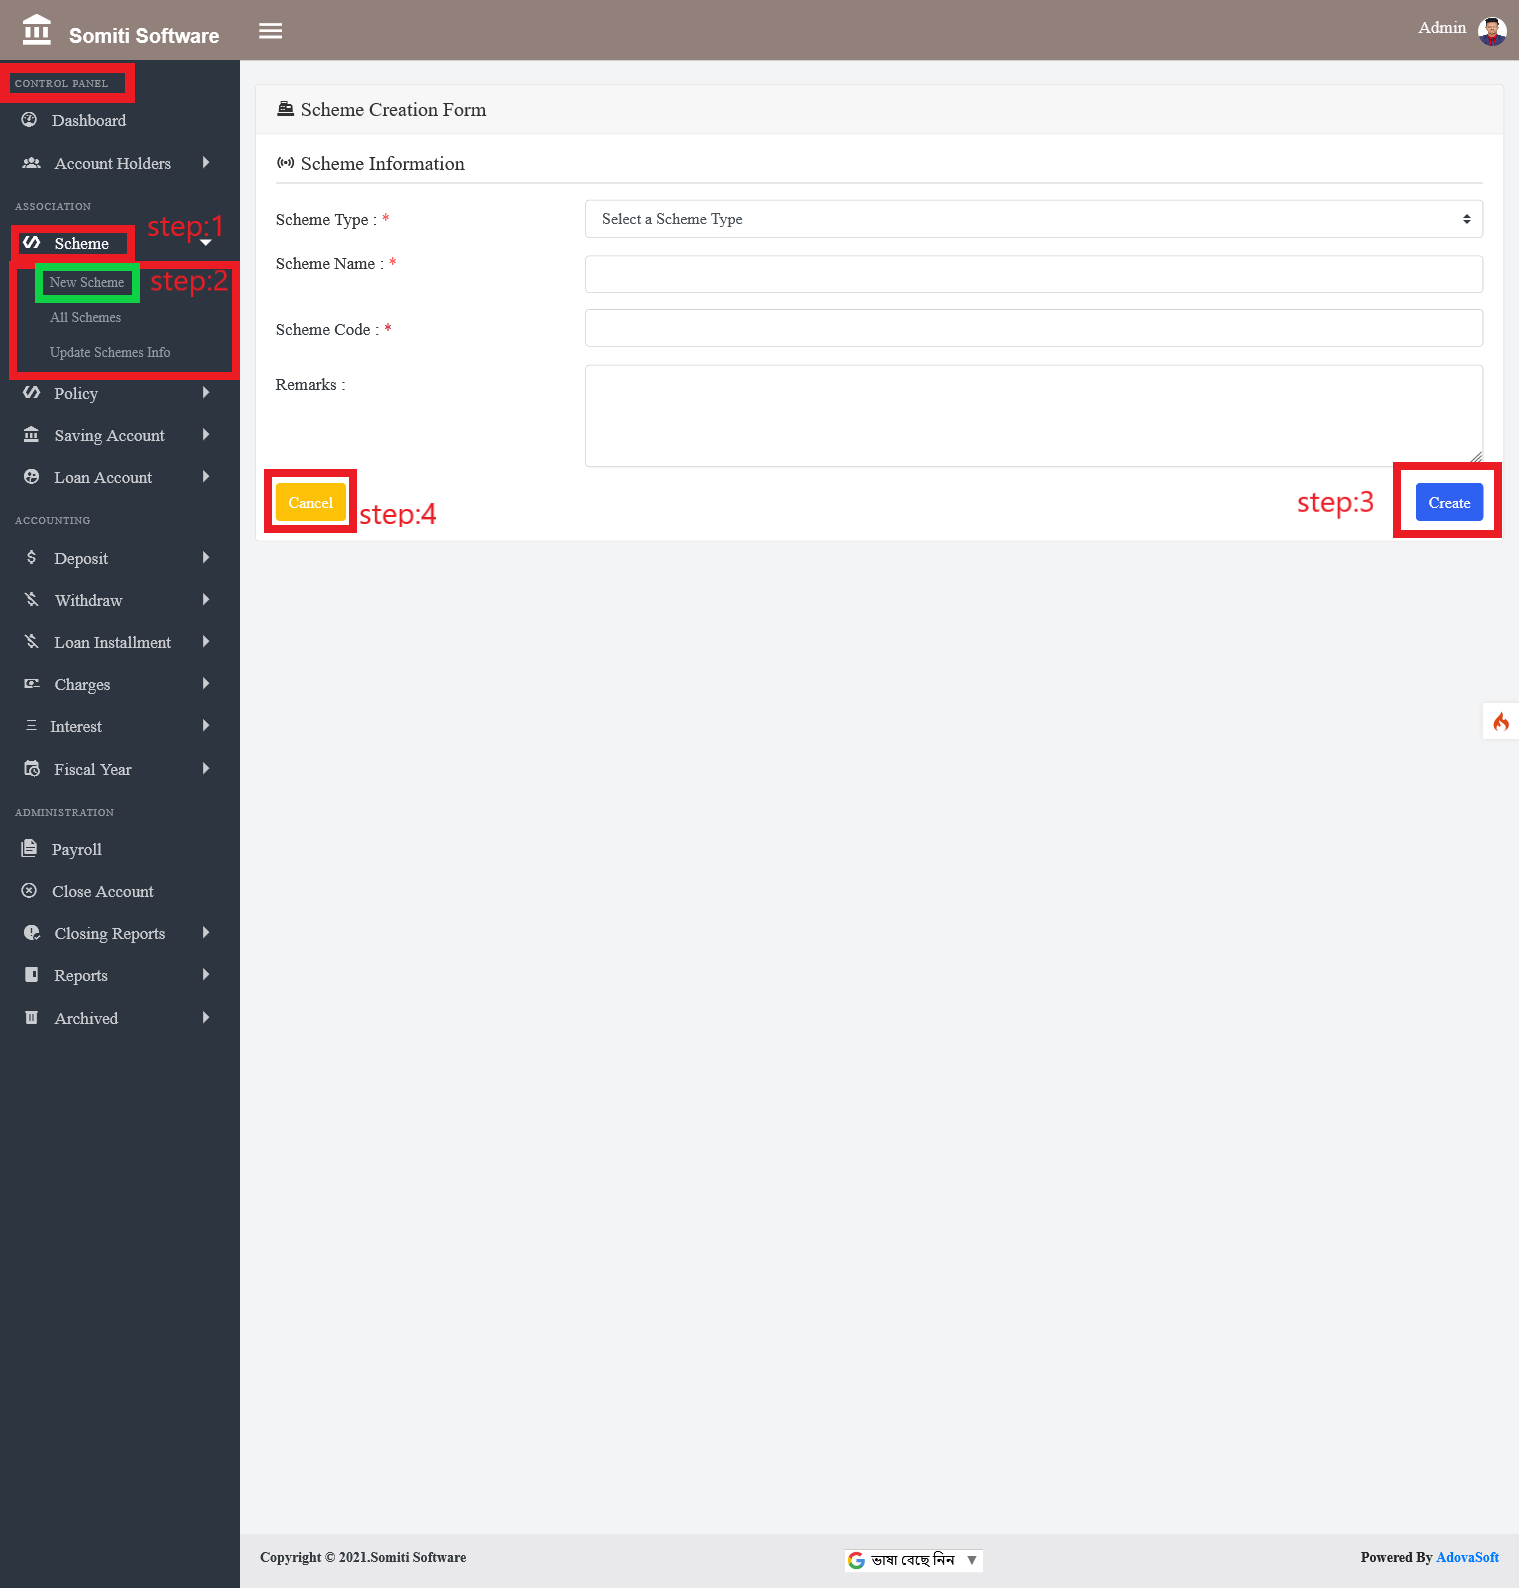 Somiti Software
Admin
CONTROL PANEL
Dashboard
Account Holders
ASSOCIATION
step:1
Scheme
New Scheme
step:2
All Schemes
Update Schemes Info
Policy
Saving Account
Loan Account
ACCOUNTING
Deposit
Withdraw
Loan Installment
Charges
Interest
Fiscal Year
ADMINISTRATION
Payroll
Close Account
Closing Reports
Reports
Archived
Scheme Creation Form
Scheme Information
Scheme Type : *
Select a Scheme Type
Scheme Name : *
Scheme Code : *
Remarks :
Cancel
step:4
step:3
Create
Copyright © 2021.Somiti Software
ভাষা বেছে নিন ▼
Powered By AdovaSoft